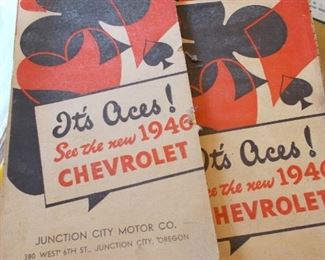 It's Aces!
See the new 1946
CHEVROLET
JUNCTION CITY MOTOR CO.
380 WEST 6TH ST., JUNCTION CITY, OREGON
It's Aces!
See the new 1946
HEVROLET